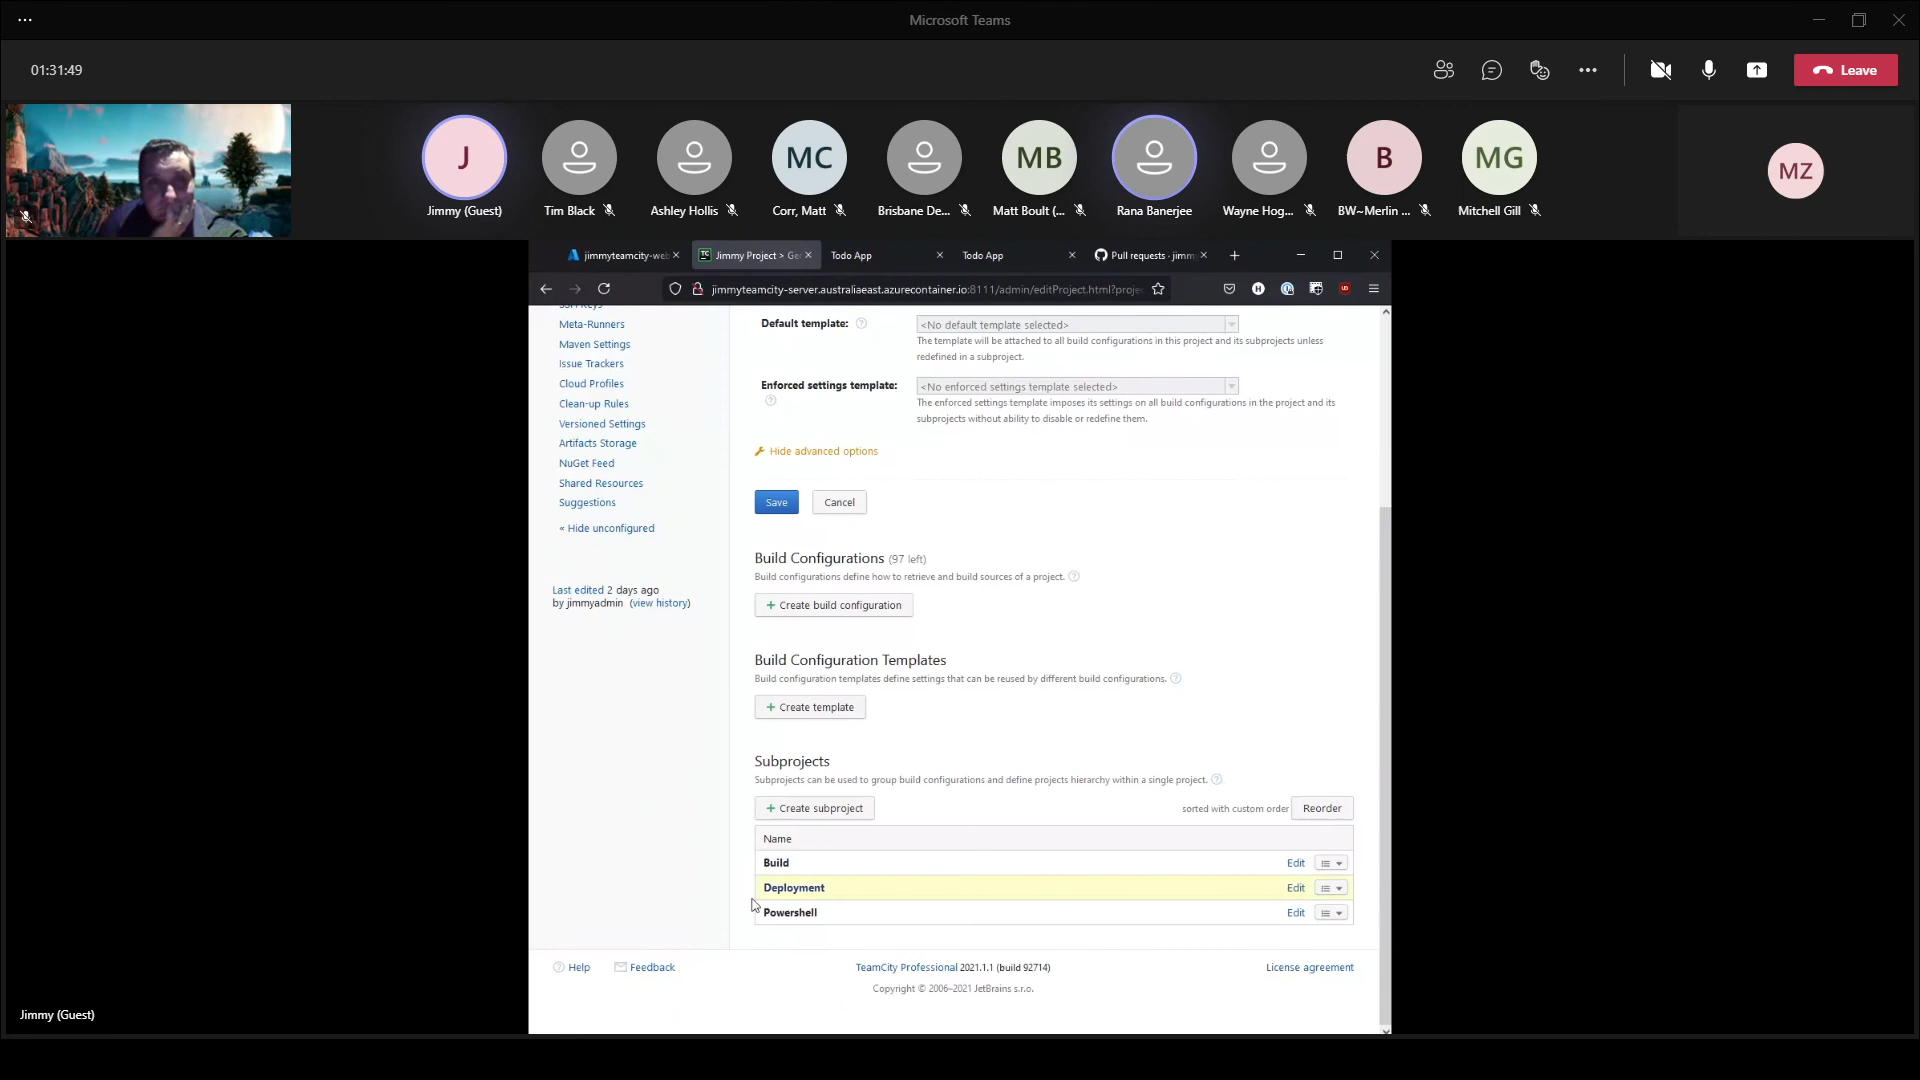 Microsoft Teams
01:31:49
Leave
J
MC
MB
B
MG
MZ
Jimmy (Guest)
Tim Black
Ashley Hollis
Corr, Matt
Brisbane De...
Matt Boult (...
Rana Banerjee
Wayne Hog...
BW~Merlin ...
Mitchell Gill
jimmyteamcity-web
TC
Jimmy Project > Ge
Todo App
Todo App
Pull requests · jimm
jimmyteamcity-server.australiaeast.azurecontainer.io:8111/admin/editProject.html?proje
SSH Keys
Meta-Runners
Maven Settings
Issue Trackers
Cloud Profiles
Clean-up Rules
Versioned Settings
Artifacts Storage
NuGet Feed
Shared Resources
Suggestions
« Hide unconfigured
Last edited 2 days ago
by jimmyadmin (view history)
Default template:
<No default template selected>
The template will be attached to all build configurations in this project and its subprojects unless
redefined in a subproject.
Enforced settings template:
<No enforced settings template selected>
The enforced settings template imposes its settings on all build configurations in the project and its
subprojects without ability to disable or redefine them.
Hide advanced options
Save
Cancel
Build Configurations (97 left)
Build configurations define how to retrieve and build sources of a project.
+ Create build configuration
Build Configuration Templates
Build configuration templates define settings that can be reused by different build configurations.
+ Create template
Subprojects
Subprojects can be used to group build configurations and define projects hierarchy within a single project.
+ Create subproject
sorted with custom order
Reorder
Name
Build
Edit
Deployment
Edit
Powershell
Edit
Help
Feedback
TeamCity Professional 2021.1.1 (build 92714)
License agreement
Copyright © 2006–2021 JetBrains s.r.o.
Jimmy (Guest)